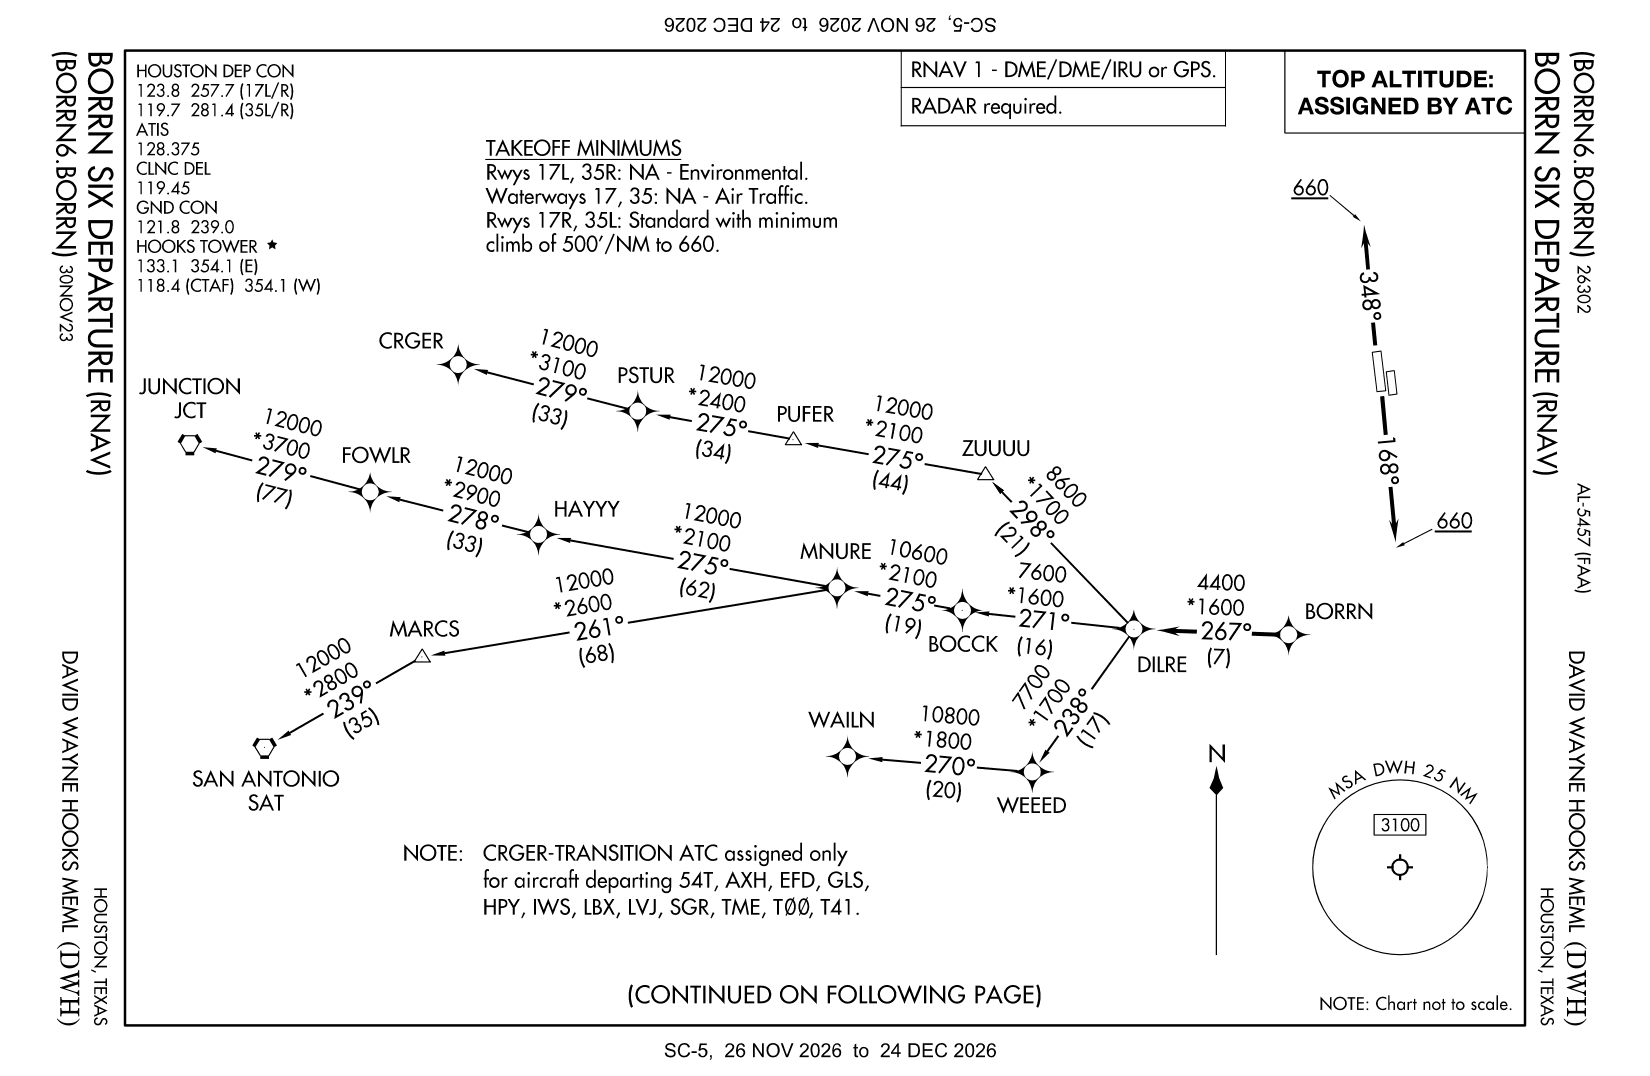 SC-5, 26 NOV 2026 to 24 DEC 2026
(BORRN6.BORRN) 30NOV23
BORRN SIX DEPARTURE (RNAV)
DAVID WAYNE HOOKS MEML (DWH)
HOUSTON, TEXAS
HOUSTON DEP CON
123.8 257.7 (17L/R)
119.7 281.4 (35L/R)
ATIS
128.375
CLNC DEL
119.45
GND CON
121.8 239.0
HOOKS TOWER ★
133.1 354.1 (E)
118.4 (CTAF) 354.1 (W)
TAKEOFF MINIMUMS
Rwys 17L, 35R: NA - Environmental.
Waterways 17, 35: NA - Air Traffic.
Rwys 17R, 35L: Standard with minimum
climb of 500'/NM to 660.
RNAV 1 - DME/DME/IRU or GPS.
RADAR required.
TOP ALTITUDE:
ASSIGNED BY ATC
660
348°
168°
660
CRGER
12000
*3100
279°
(33)
PSTUR
12000
*2400
275°
(34)
PUFER
12000
*2100
275°
(44)
ZUUUU
8600
*1700
298°
(21)
JUNCTION
JCT
12000
*3700
279°
(77)
FOWLR
12000
*2900
278°
(33)
HAYYY
12000
*2100
275°
(62)
MNURE
10600
*2100
275°
(19)
BOCCK
7600
*1600
271°
(16)
DILRE
4400
*1600
267°
(7)
BORRN
12000
*2600
261°
(68)
MARCS
12000
*2800
239°
(35)
SAN ANTONIO
SAT
7700
*1700
238°
(17)
WAILN
10800
*1800
270°
(20)
WEEED
N
MSA DWH 25 NM
3100
NOTE: CRGER-TRANSITION ATC assigned only
for aircraft departing 54T, AXH, EFD, GLS,
HPY, IWS, LBX, LVJ, SGR, TME, TØØ, T41.
(CONTINUED ON FOLLOWING PAGE)
NOTE: Chart not to scale.
BORRN SIX DEPARTURE (RNAV)
(BORRN6.BORRN) 26302
AL-5457 (FAA)
DAVID WAYNE HOOKS MEML (DWH)
HOUSTON, TEXAS
SC-5, 26 NOV 2026 to 24 DEC 2026